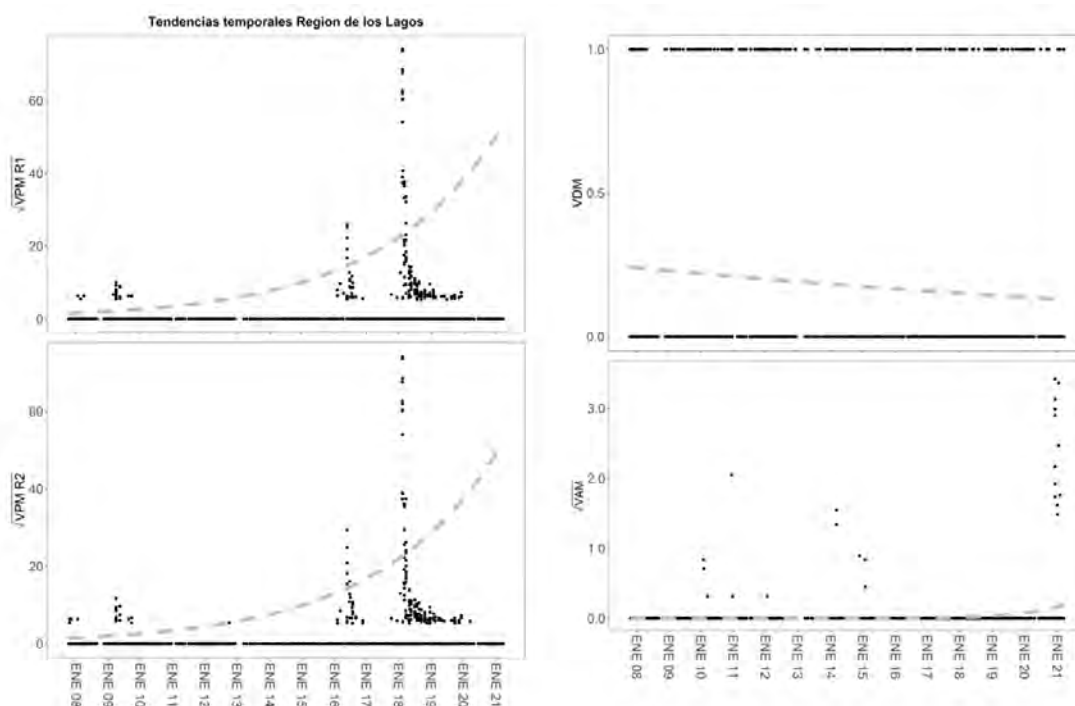 Tendencias temporales Region de los Lagos
√VPM R1
60
40
20
0
√VPM R2
60
40
20
0
ENE 08
ENE 09
ENE 10
ENE 11
ENE 12
ENE 13
ENE 14
ENE 15
ENE 16
ENE 17
ENE 18
ENE 19
ENE 20
ENE 21
VDM
1.0
0.5
0.0
√VAM
3.0
2.0
1.0
0.0
ENE 08
ENE 09
ENE 10
ENE 11
ENE 12
ENE 13
ENE 14
ENE 15
ENE 16
ENE 17
ENE 18
ENE 19
ENE 20
ENE 21